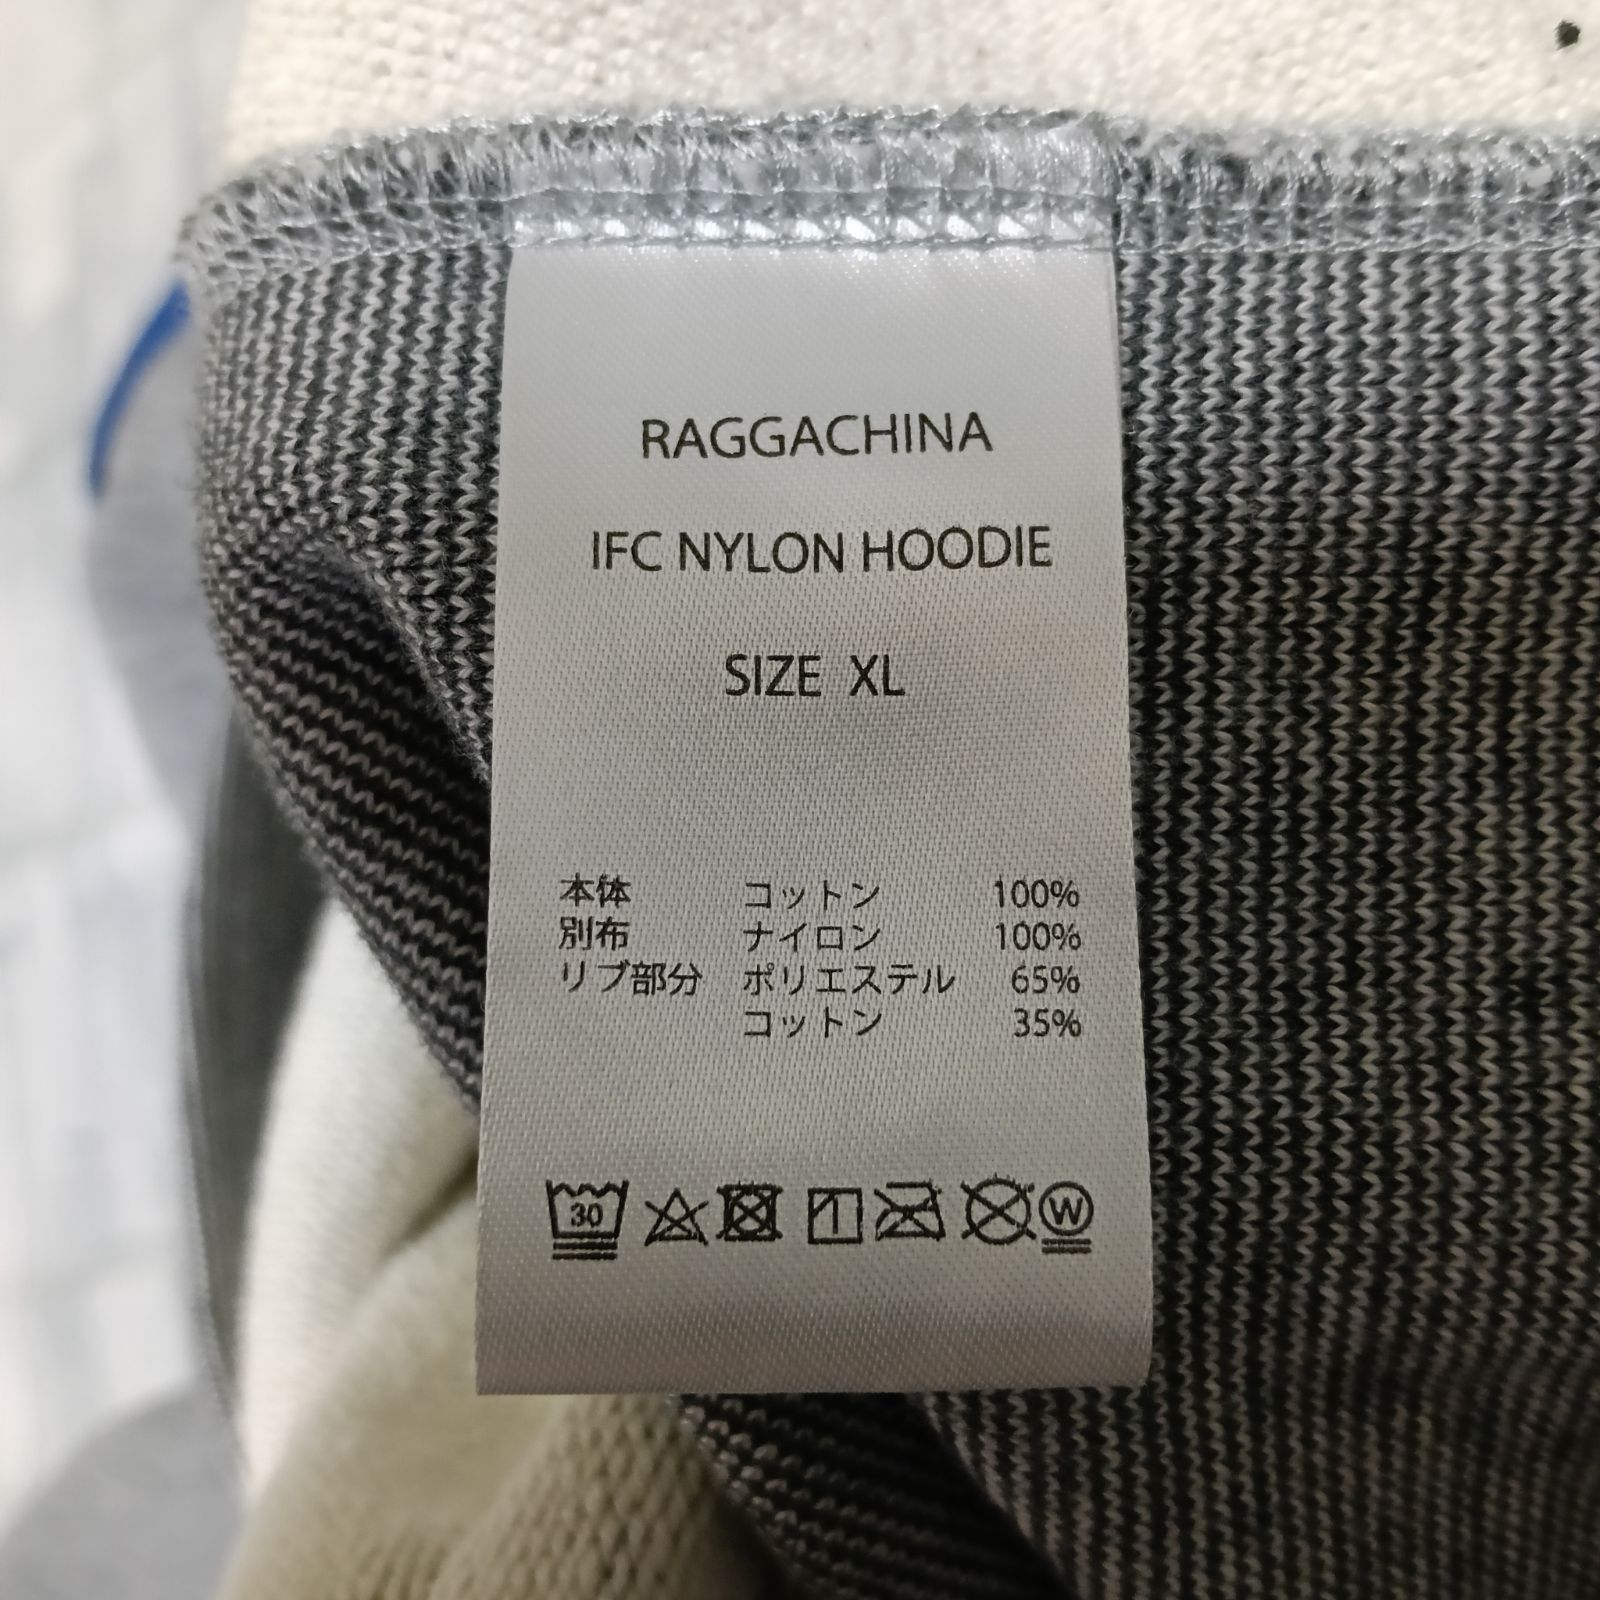 RAGGACHINA
IFC NYLON HOODIE
SIZE XL
本体 コットン 100%
別布 ナイロン 100%
リブ部分 ポリエステル 65%
コットン 35%
30 W